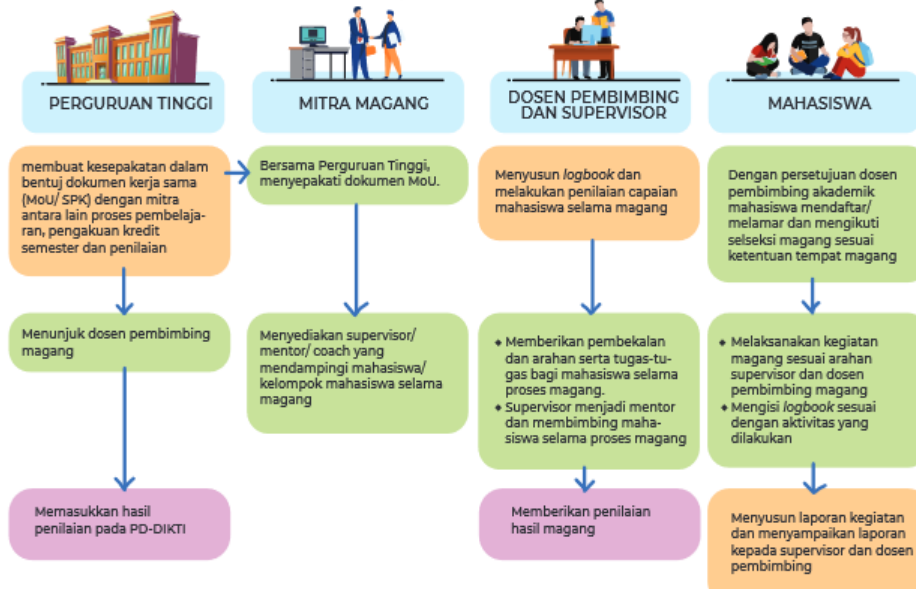 PERGURUAN TINGGI
membuat kesepakatan dalam
bentuj dokumen kerja sama
(MoU/ SPK) dengan mitra
antara lain proses pembelaja-
ran, pengakuan kredit
semester dan penilaian
Menunjuk dosen pembimbing
magang
Memasukkan hasil
penilaian pada PD-DIKTI
MITRA MAGANG
Bersama Perguruan Tinggi,
menyepakati dokumen MoU.
Menyediakan supervisor/
mentor/ coach yang
mendampingi mahasiswa/
kelompok mahasiswa selama
magang
DOSEN PEMBIMBING
DAN SUPERVISOR
Menyusun logbook dan
melakukan penilaian capaian
mahasiswa selama magang
◆ Memberikan pembekalan
dan arahan serta tugas-tu-
gas bagi mahasiswa selama
proses magang.
◆ Supervisor menjadi mentor
dan membimbing maha-
siswa selama proses magang
Memberikan penilaian
hasil magang
MAHASISWA
Dengan persetujuan dosen
pembimbing akademik
mahasiswa mendaftar/
melamar dan mengikuti
selseksi magang sesuai
ketentuan tempat magang
◆ Melaksanakan kegiatan
magang sesuai arahan
supervisor dan dosen
pembimbing magang
◆ Mengisi logbook sesuai
dengan aktivitas yang
dilakukan
Menyusun laporan kegiatan
dan menyampaikan laporan
kepada supervisor dan dosen
pembimbing